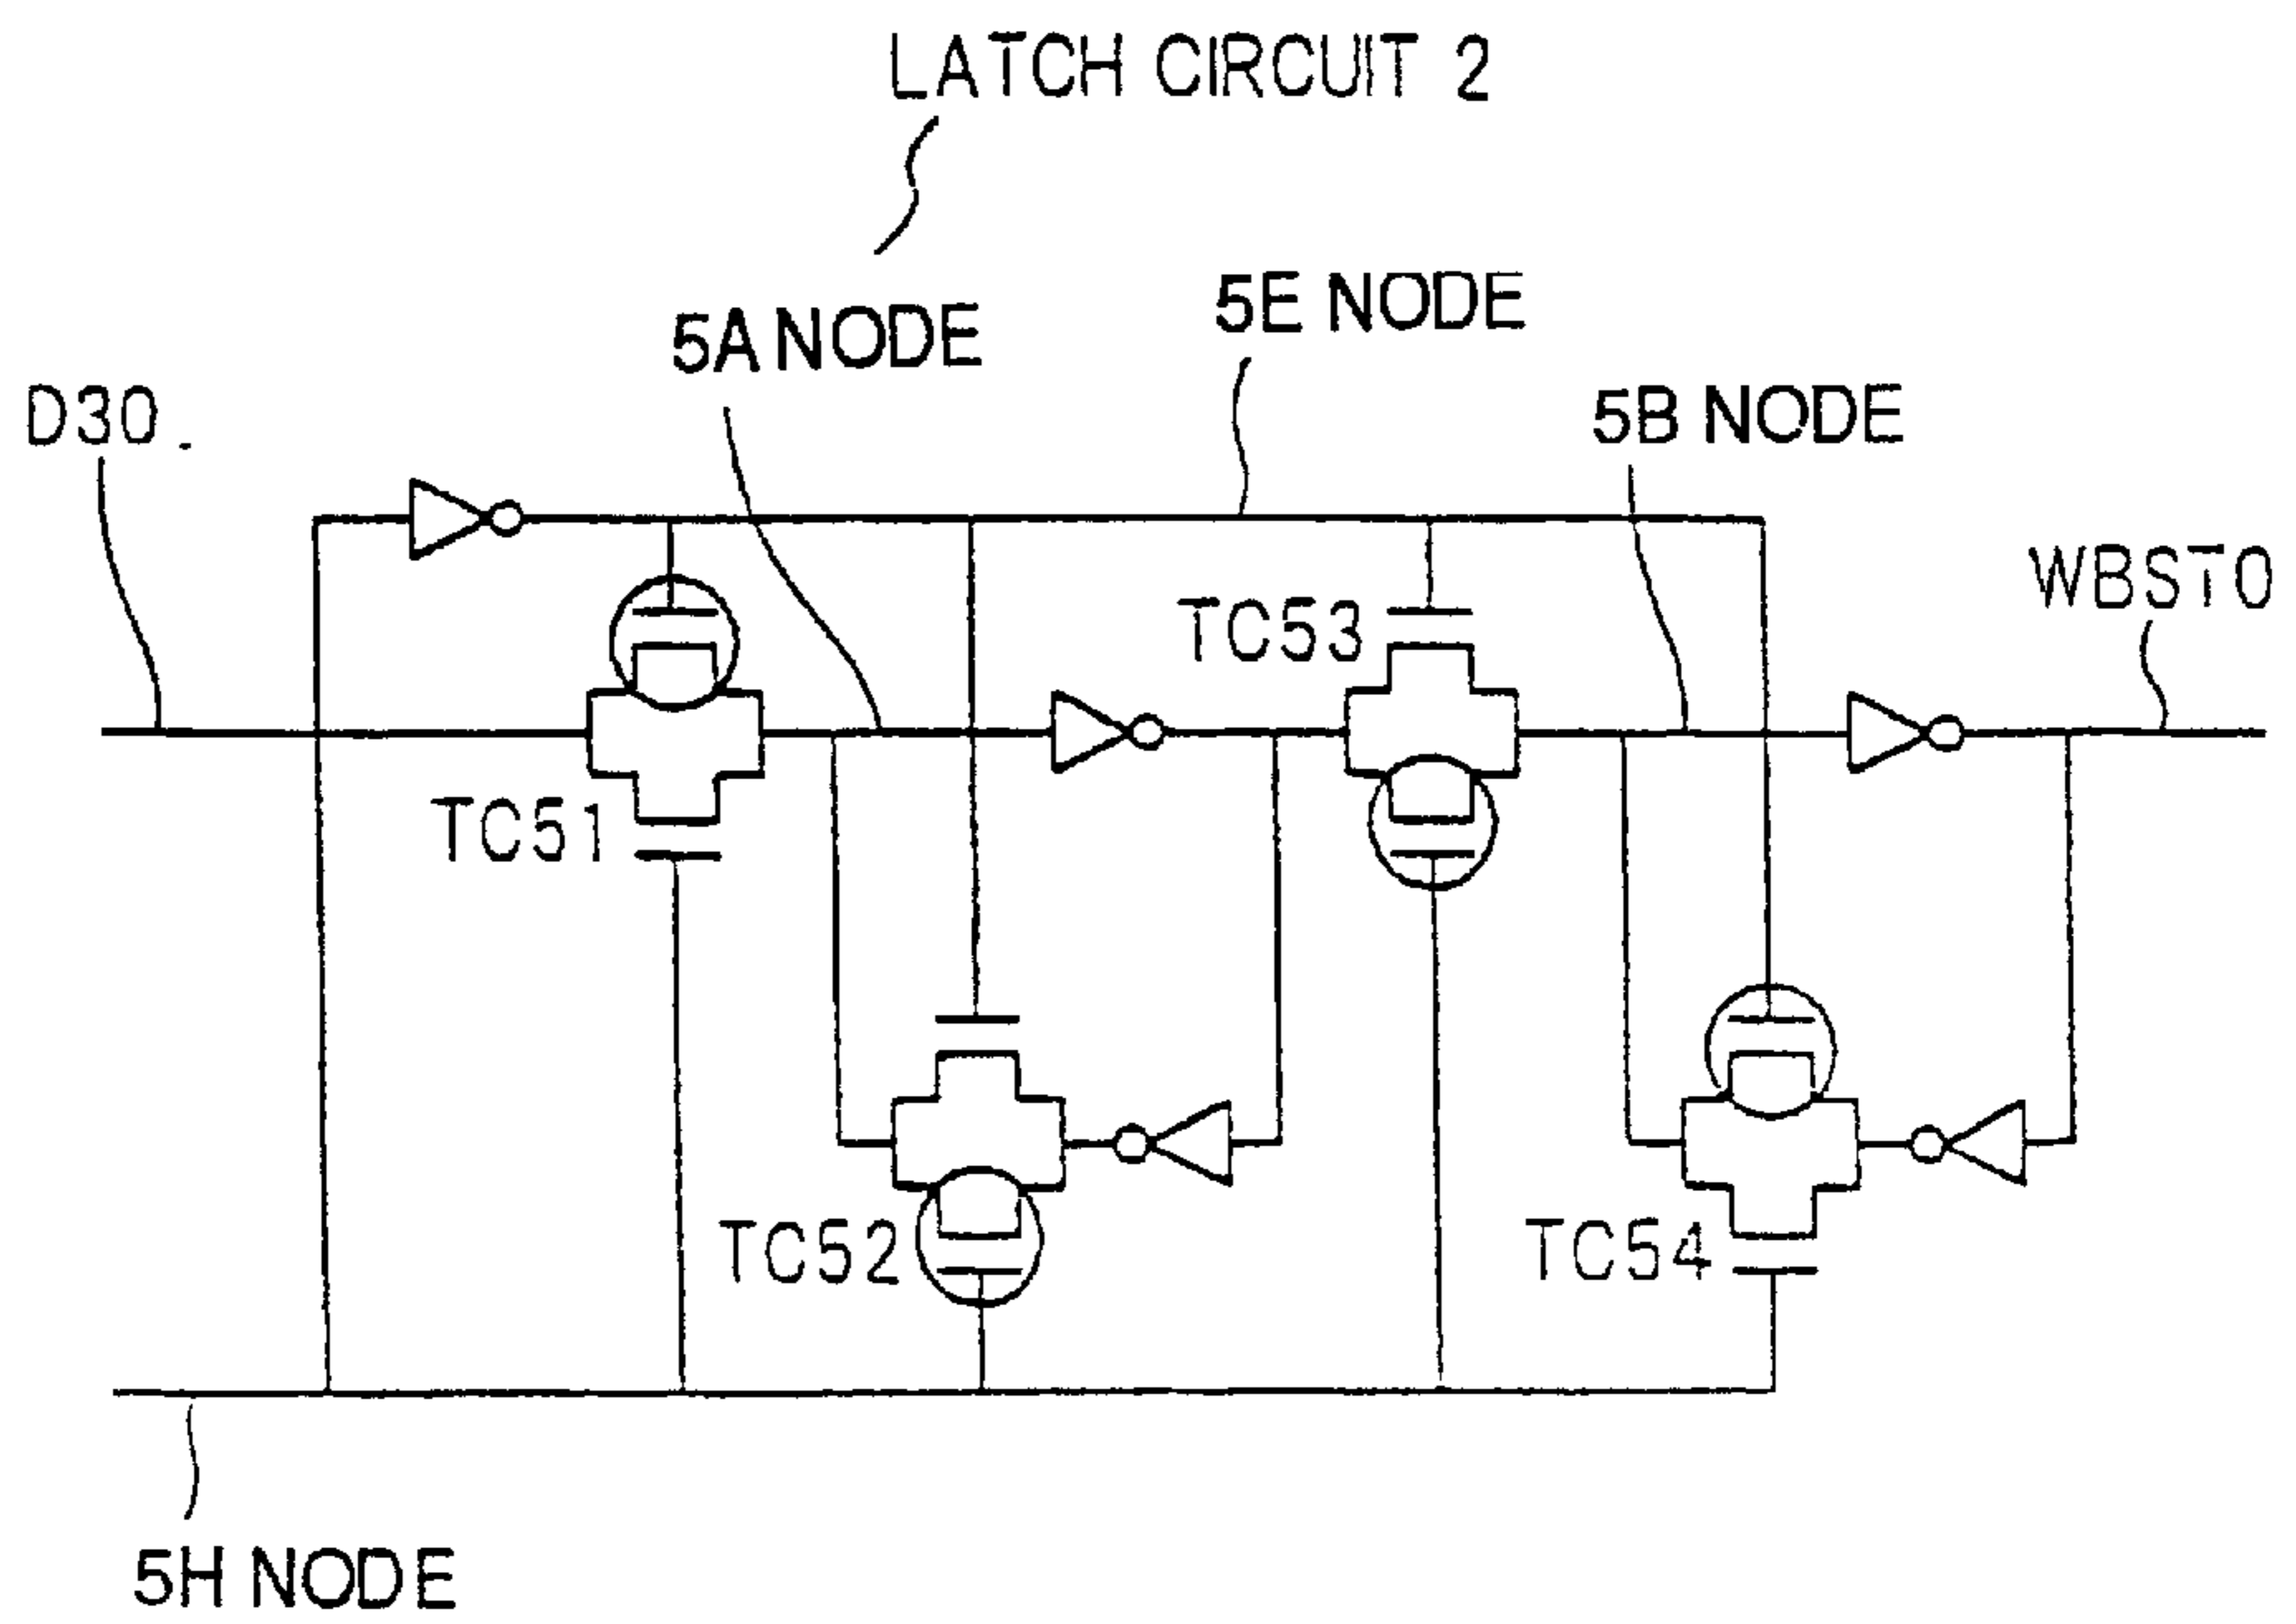 LATCH CIRCUIT 2
5A NODE
5E NODE
D30
5B NODE
WBST0
TC53
TC51
TC52
TC54
5H NODE